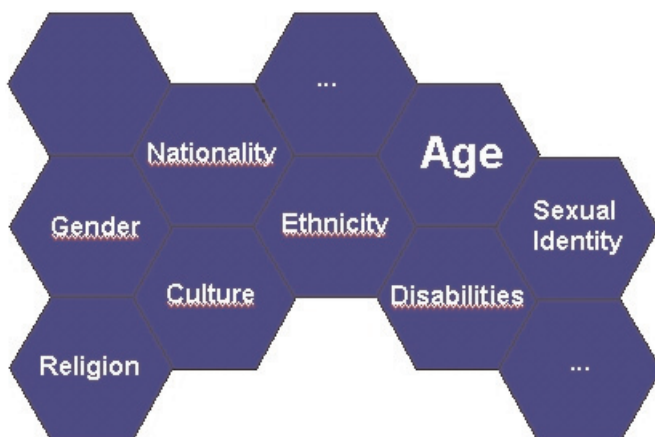 ...
Nationality
Age
Gender
Ethnicity
Sexual
Identity
Culture
Disabilities
Religion
...